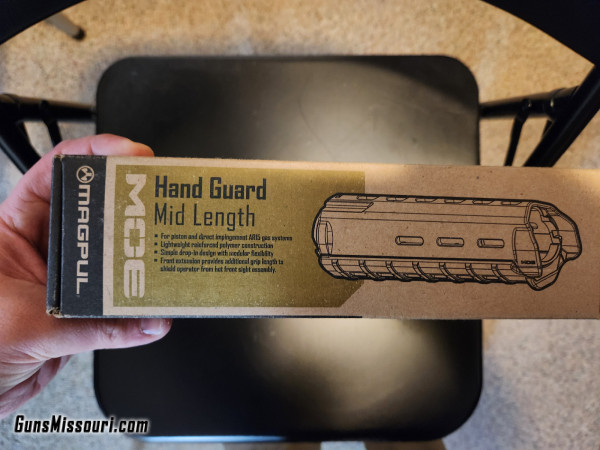 MAGPUL
MOE
Hand Guard
Mid Length
• For piston and direct impingement AR15 gas systems
• Lightweight reinforced polymer construction
• Simple drop-in design with modular flexibility
• Front extension provides additional grip length to
shield operator from hot front sight assembly.
GunsMissouri.com